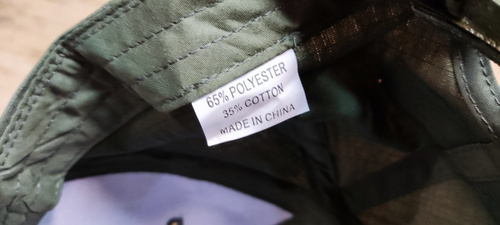 65% POLYESTER
35% COTTON
MADE IN CHINA